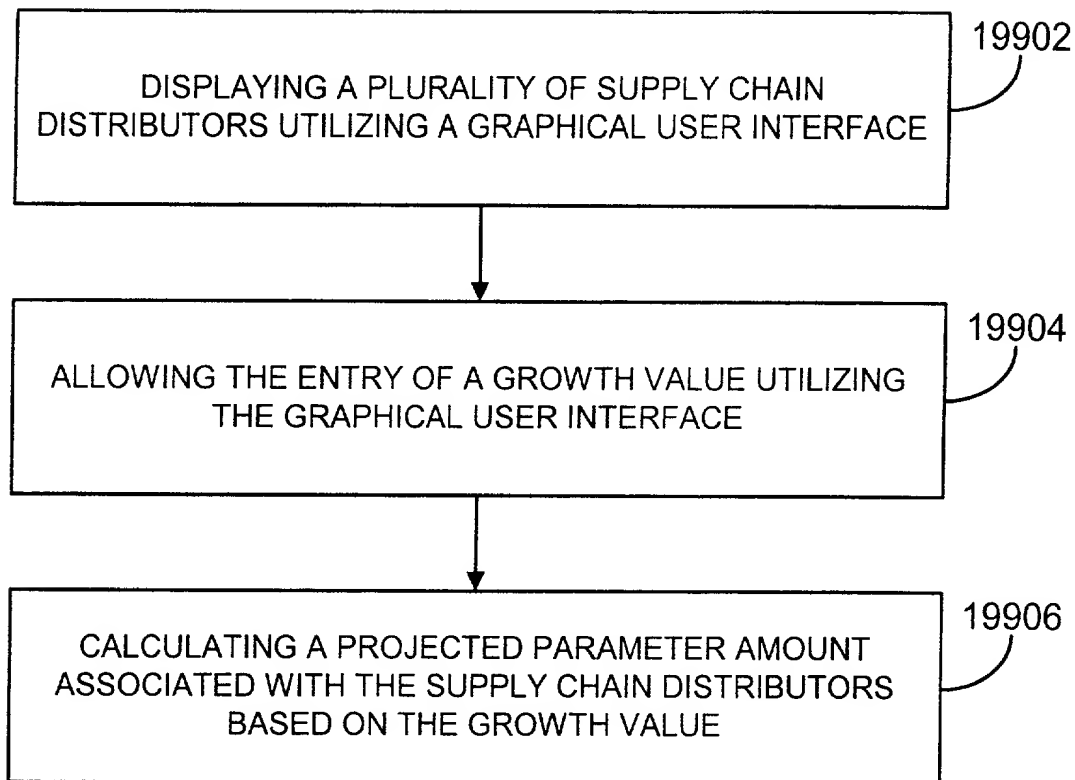 19902
DISPLAYING A PLURALITY OF SUPPLY CHAIN
DISTRIBUTORS UTILIZING A GRAPHICAL USER INTERFACE
19904
ALLOWING THE ENTRY OF A GROWTH VALUE UTILIZING
THE GRAPHICAL USER INTERFACE
19906
CALCULATING A PROJECTED PARAMETER AMOUNT
ASSOCIATED WITH THE SUPPLY CHAIN DISTRIBUTORS
BASED ON THE GROWTH VALUE